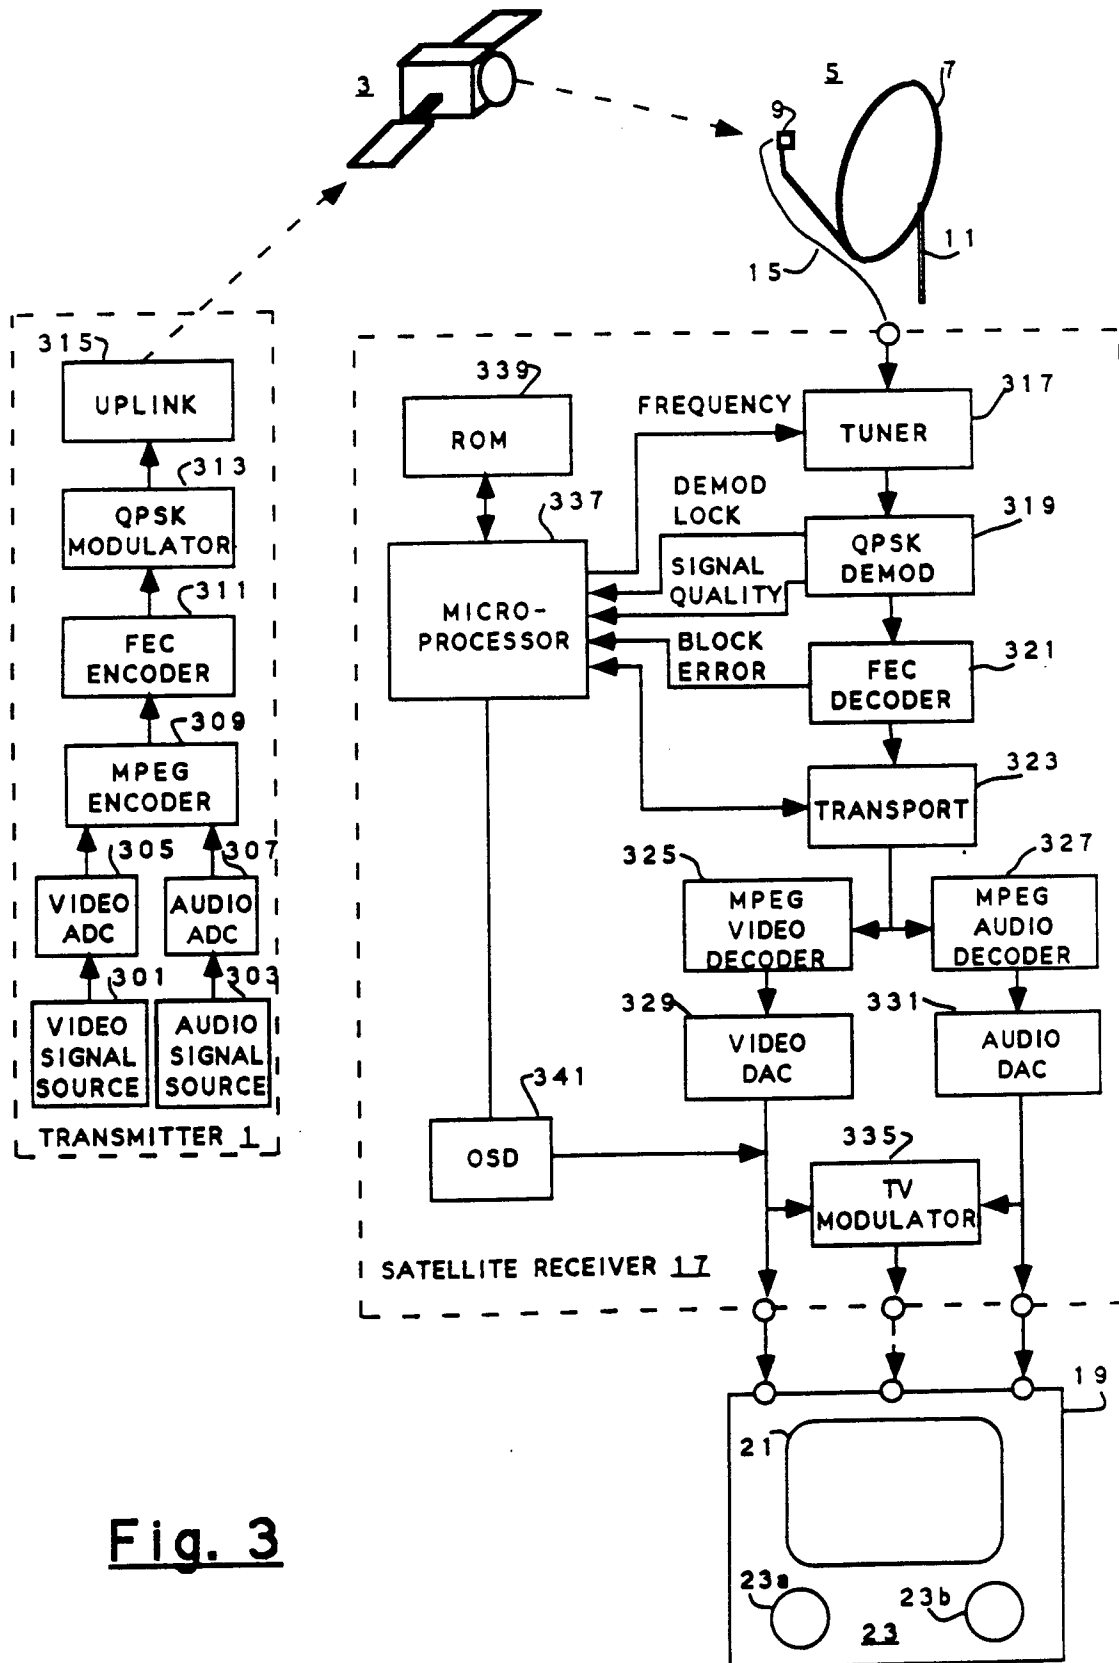 3
5
7
9
11
15
315
UPLINK
313
QPSK
MODULATOR
311
FEC
ENCODER
309
MPEG
ENCODER
305
307
VIDEO
ADC
AUDIO
ADC
301
303
VIDEO
SIGNAL
SOURCE
AUDIO
SIGNAL
SOURCE
TRANSMITTER 1
339
ROM
337
MICRO-
PROCESSOR
FREQUENCY
DEMOD
LOCK
SIGNAL
QUALITY
BLOCK
ERROR
317
TUNER
319
QPSK
DEMOD
321
FEC
DECODER
323
TRANSPORT
325
MPEG
VIDEO
DECODER
327
MPEG
AUDIO
DECODER
329
VIDEO
DAC
331
AUDIO
DAC
341
OSD
335
TV
MODULATOR
SATELLITE RECEIVER 17
19
21
23a
23b
23
Fig. 3